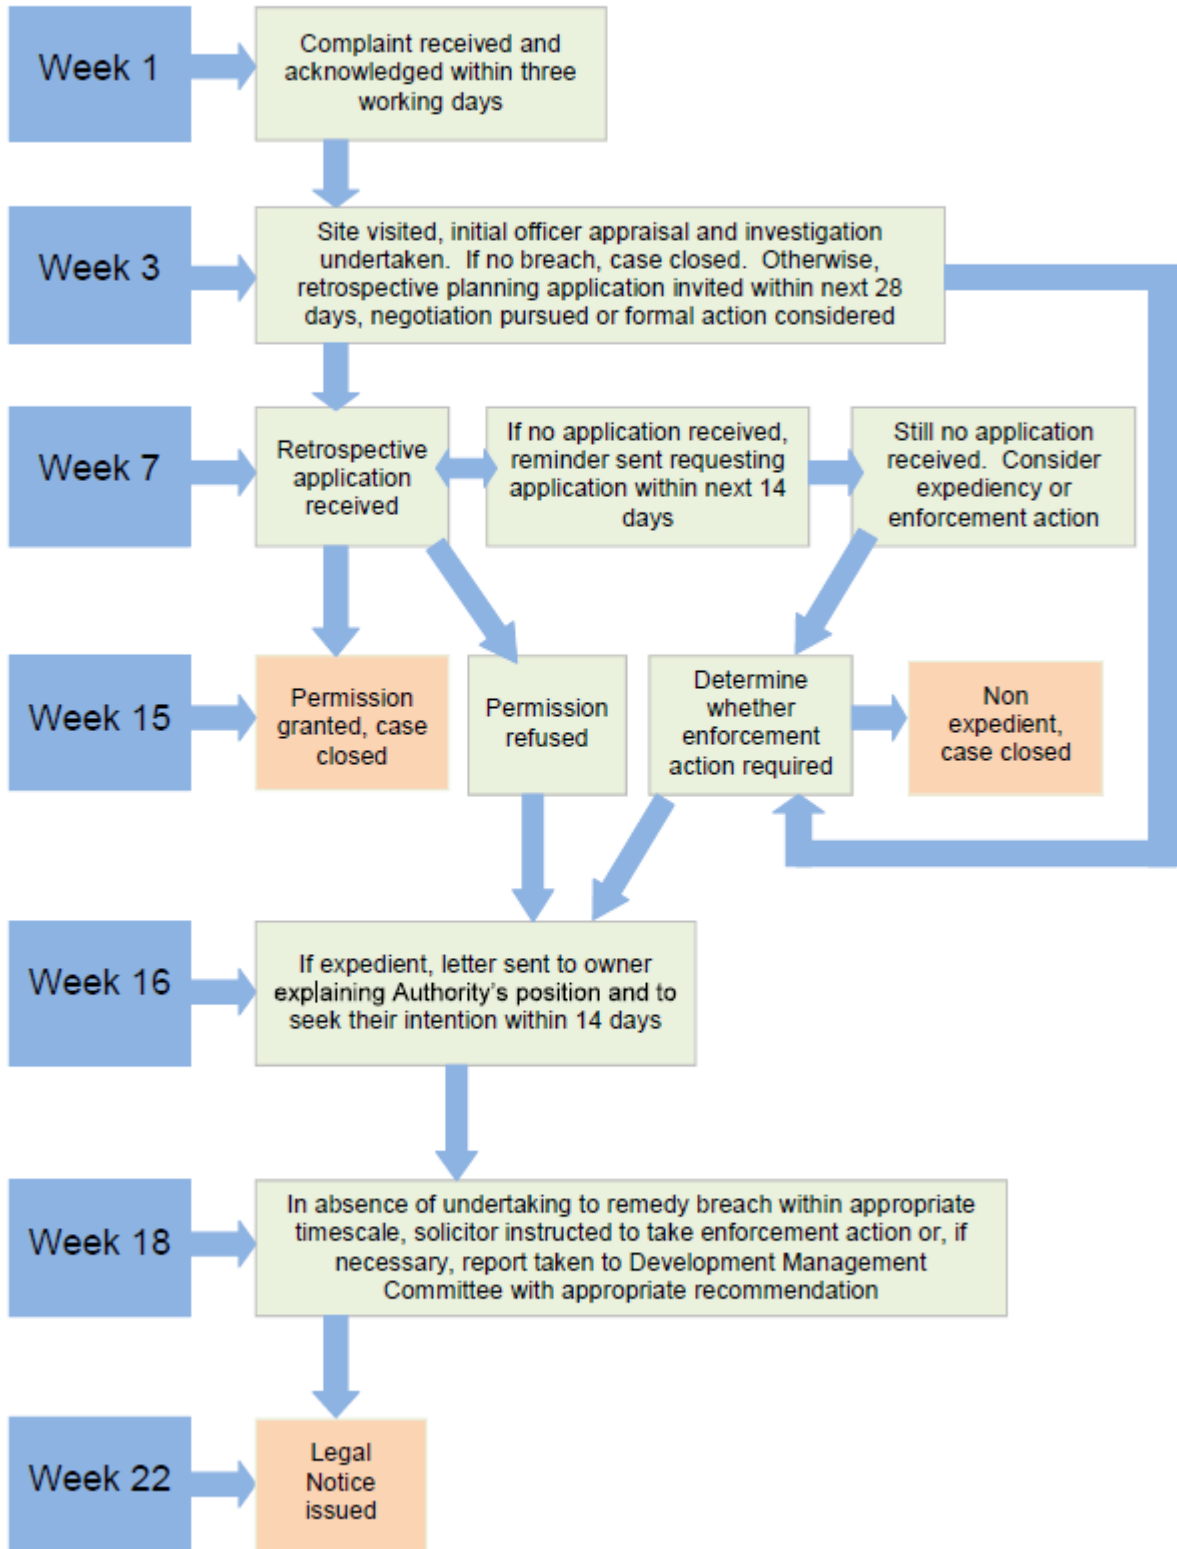 Week 1
Complaint received and
acknowledged within three
working days
Week 3
Site visited, initial officer appraisal and investigation
undertaken. If no breach, case closed. Otherwise,
retrospective planning application invited within next 28
days, negotiation pursued or formal action considered
Week 7
Retrospective
application
received
If no application received,
reminder sent requesting
application within next 14
days
Still no application
received. Consider
expediency or
enforcement action
Week 15
Permission
granted, case
closed
Permission
refused
Determine
whether
enforcement
action required
Non
expedient,
case closed
Week 16
If expedient, letter sent to owner
explaining Authority's position and to
seek their intention within 14 days
Week 18
In absence of undertaking to remedy breach within appropriate
timescale, solicitor instructed to take enforcement action or, if
necessary, report taken to Development Management
Committee with appropriate recommendation
Week 22
Legal
Notice
issued